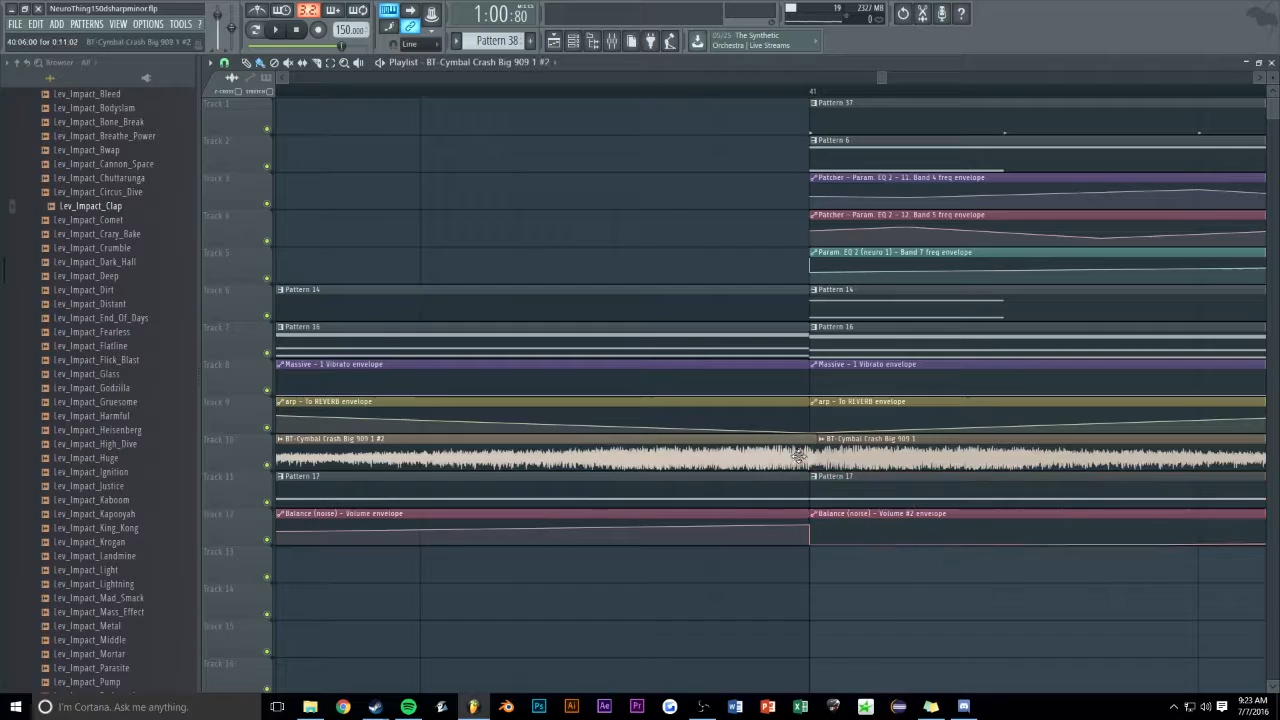 NeuroThing150dsharpminor.flp
FILE EDIT ADD PATTERNS VIEW OPTIONS TOOLS ?
40:06:00 for 0:11:02 BT-Cymbal Crash Big 909 1 #2
3.2
150.000
Line
1:00:80
Pattern 38
19
2327 MB
0
05/25 The Synthetic
Orchestra | Live Streams
Browser - All
Playlist - BT-Cymbal Crash Big 909 1 #2
41
Lev_Impact_Bleed
Lev_Impact_Bodyslam
Lev_Impact_Bone_Break
Lev_Impact_Breathe_Power
Lev_Impact_Bwap
Lev_Impact_Cannon_Space
Lev_Impact_Chuttarunga
Lev_Impact_Circus_Dive
Lev_Impact_Clap
Lev_Impact_Comet
Lev_Impact_Crazy_Bake
Lev_Impact_Crumble
Lev_Impact_Dark_Hall
Lev_Impact_Deep
Lev_Impact_Dirt
Lev_Impact_Distant
Lev_Impact_End_Of_Days
Lev_Impact_Fearless
Lev_Impact_Flatline
Lev_Impact_Flick_Blast
Lev_Impact_Glass
Lev_Impact_Godzilla
Lev_Impact_Gruesome
Lev_Impact_Harmful
Lev_Impact_Heisenberg
Lev_Impact_High_Dive
Lev_Impact_Huge
Lev_Impact_Ignition
Lev_Impact_Justice
Lev_Impact_Kaboom
Lev_Impact_Kapooyah
Lev_Impact_King_Kong
Lev_Impact_Krogan
Lev_Impact_Landmine
Lev_Impact_Light
Lev_Impact_Lightning
Lev_Impact_Mad_Smack
Lev_Impact_Mass_Effect
Lev_Impact_Metal
Lev_Impact_Middle
Lev_Impact_Mortar
Lev_Impact_Parasite
Lev_Impact_Pump
Track 1
Pattern 37
Track 2
Pattern 6
Track 3
Patcher - Param. EQ 2 - 11. Band 4 freq envelope
Track 4
Patcher - Param. EQ 2 - 12. Band 5 freq envelope
Track 5
Param. EQ 2 (neuro 1) - Band 7 freq envelope
Track 6
Pattern 14
Pattern 14
Track 7
Pattern 16
Pattern 16
Track 8
Massive - 1 Vibrato envelope
Massive - 1 Vibrato envelope
Track 9
arp - To REVERB envelope
arp - To REVERB envelope
Track 10
BT-Cymbal Crash Big 909 1 #2
BT-Cymbal Crash Big 909 1
Track 11
Pattern 17
Pattern 17
Track 12
Balance (noise) - Volume envelope
Balance (noise) - Volume #2 envelope
Track 13
Track 14
Track 15
Track 16
I'm Cortana. Ask me anything.
9:23 AM
7/7/2016